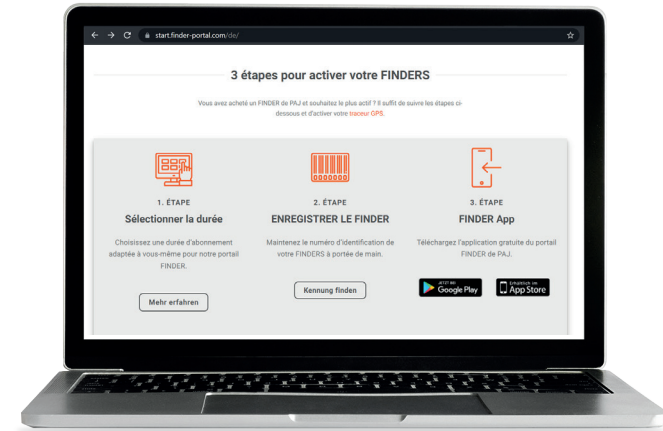 start.finder-portal.com/de/
3 étapes pour activer votre FINDERS
Vous avez acheté un FINDER de PAJ et souhaitez le plus actif ? Il suffit de suivre les étapes ci-
dessous et d'activer votre traceur GPS.
1. ÉTAPE
Sélectionner la durée
Choisissez une durée d'abonnement
adaptée à vous-même pour notre portail
FINDER.
Mehr erfahren
2. ÉTAPE
ENREGISTRER LE FINDER
Maintenez le numéro d'identification de
votre FINDERS à portée de main.
Kennung finden
3. ÉTAPE
FINDER App
Téléchargez l'application gratuite du portail
FINDER de PAJ.
JETZT BEI
Google Play
Erhältlich im
App Store